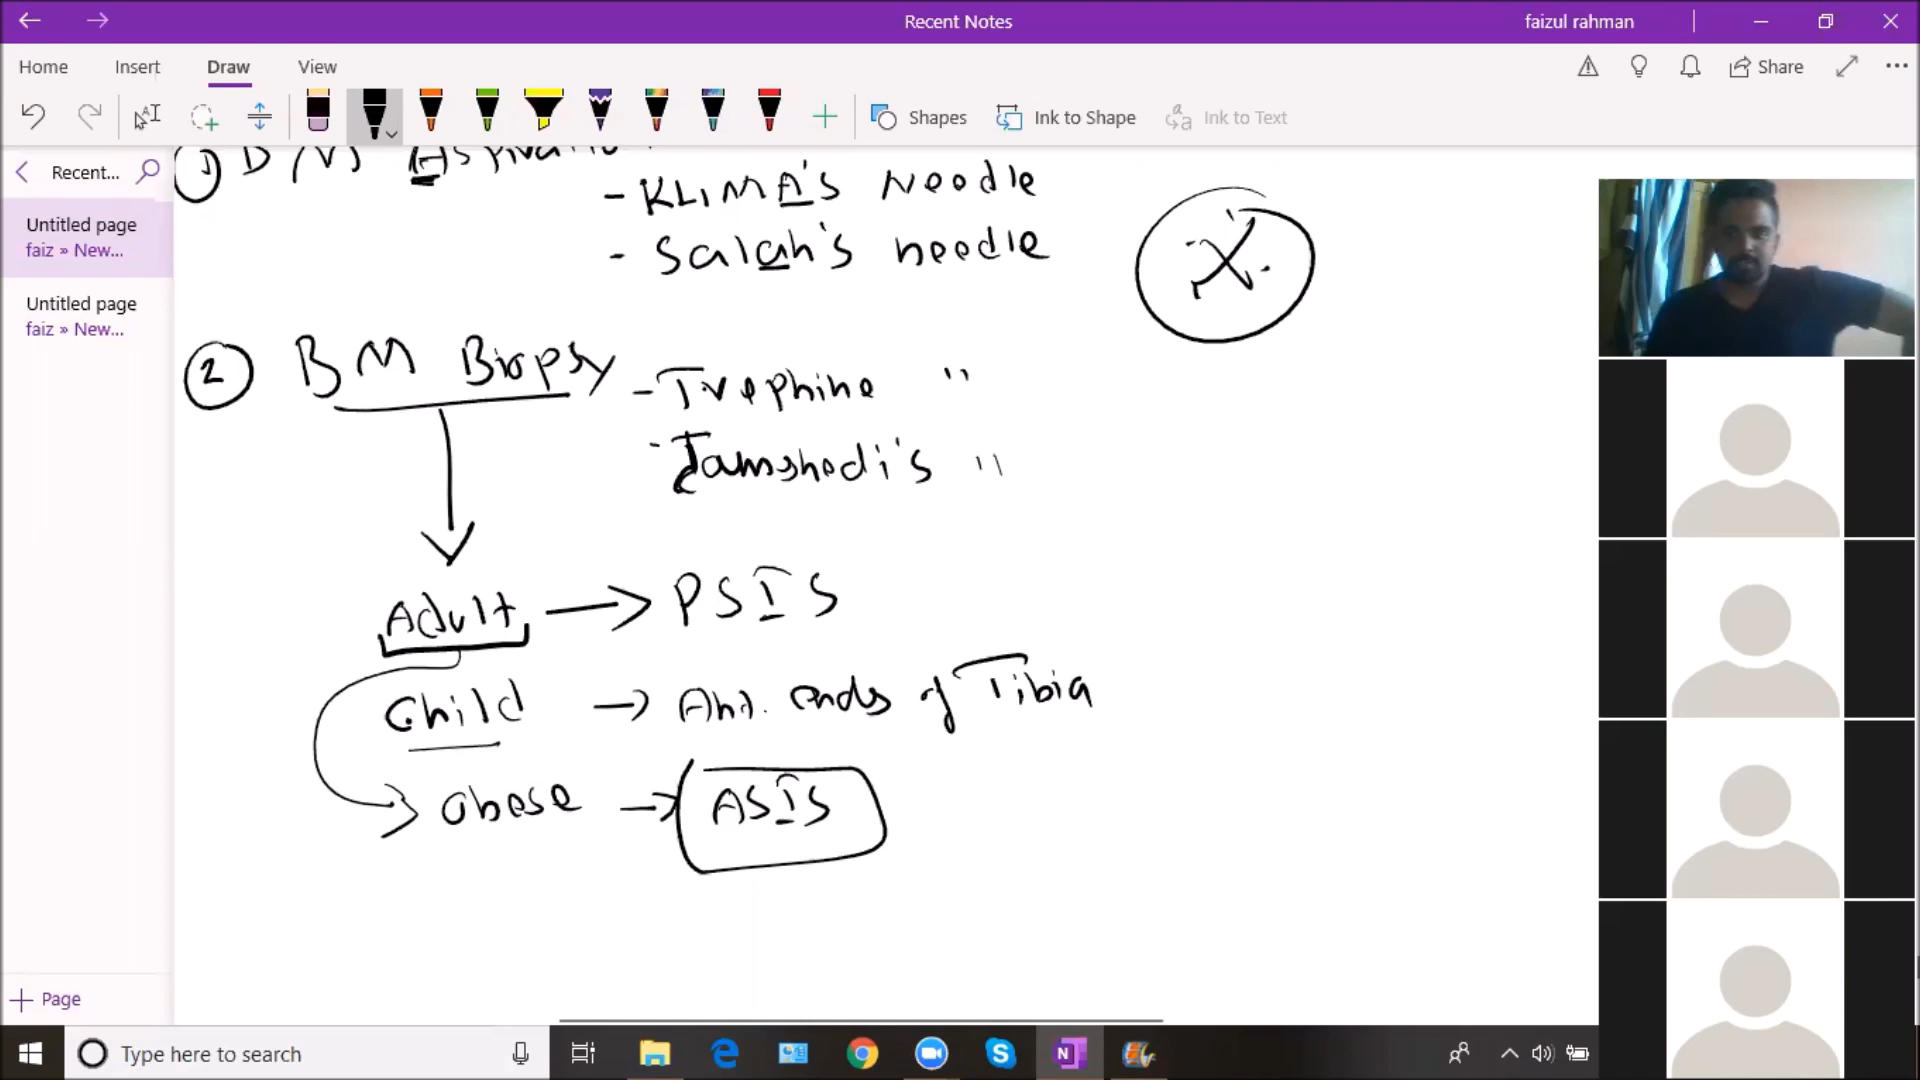 Recent Notes
faizul rahman
Home Insert Draw View
Share
Shapes
Ink to Shape
Ink to Text
Recent...
Untitled page
faiz » New...
Untitled page
faiz » New...
1 B M Aspiratio
- KLIMA'S Needle
- Salah's needle
2 BM Biopsy
- Trephine "
- Jamshedi's "
Adult → PSIS
Child → Ant. ends of Tibia
Obese → ASIS
Page
Type here to search